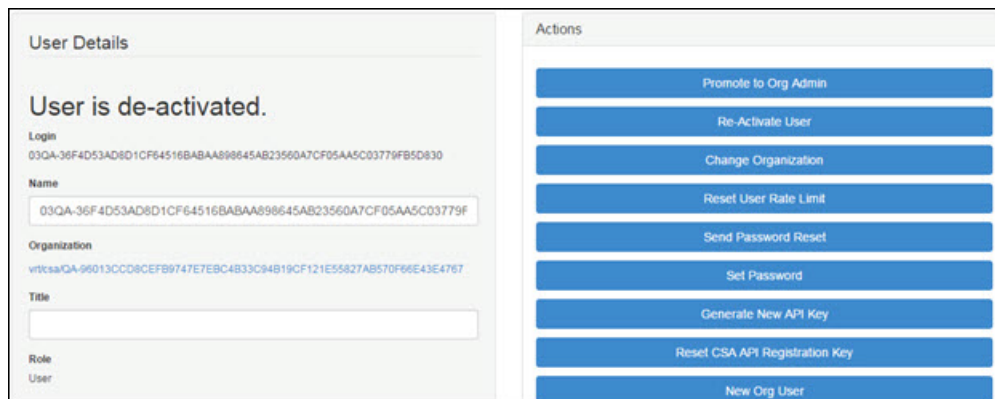 User Details
User is de-activated.
Login
03QA-36F4D53AD8D1CF64516BABAA898645AB23560A7CF05AA5C03779FB5D830
Name
03QA-36F4D53AD8D1CF64516BABAA898645AB23560A7CF05AA5C03779F
Organization
vrt/csa/QA-96013CCD8CEFB9747E7EBC4B33C94B19CF121E55827AB570F66E43E4767
Title
Role
User
Actions
Promote to Org Admin
Re-Activate User
Change Organization
Reset User Rate Limit
Send Password Reset
Set Password
Generate New API Key
Reset CSA API Registration Key
New Org User